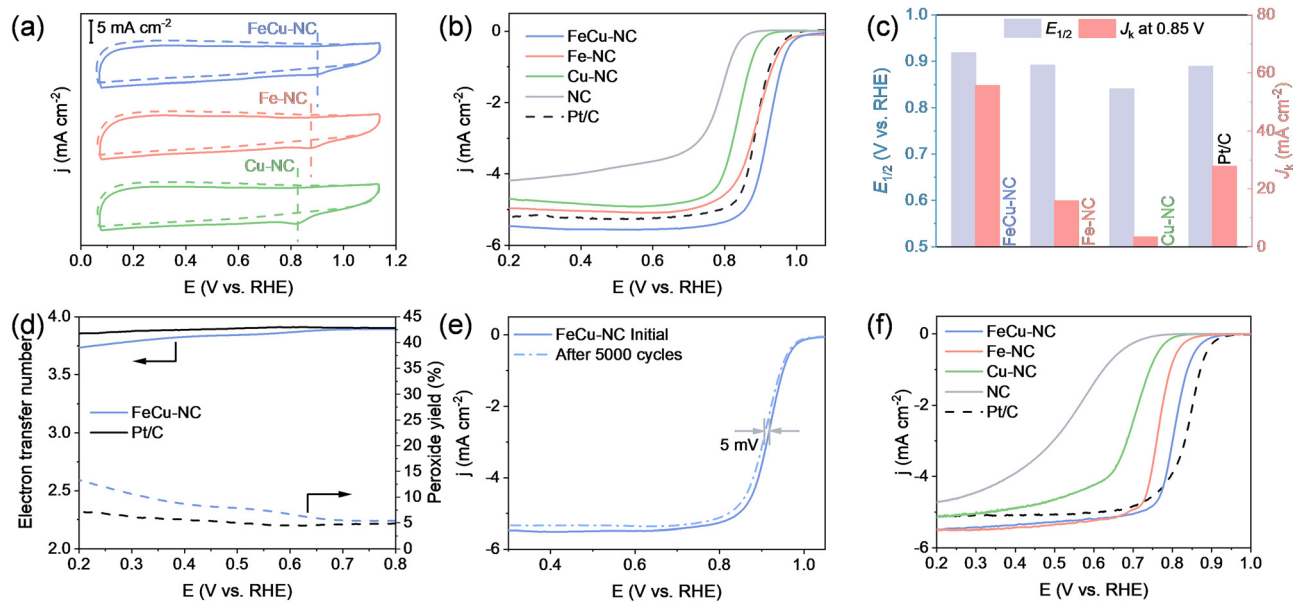 (a)
5 mA cm-2
FeCu-NC
Fe-NC
Cu-NC
j (mA cm-2)
0.0 0.2 0.4 0.6 0.8 1.0 1.2
E (V vs. RHE)
(b)
0
-2
-4
-6
FeCu-NC
Fe-NC
Cu-NC
NC
Pt/C
j (mA cm-2)
0.2 0.4 0.6 0.8 1.0
E (V vs. RHE)
(c)
E1/2
Jk at 0.85 V
1.0
0.9
0.8
0.7
0.6
0.5
E1/2 (V vs. RHE)
FeCu-NC
Fe-NC
Cu-NC
Pt/C
80
60
40
20
0
Jk (mA cm-2)
(d)
4.0
3.5
3.0
2.5
2.0
Electron transfer number
FeCu-NC
Pt/C
45
40
35
30
25
20
15
10
5
0
Peroxide yield (%)
0.2 0.3 0.4 0.5 0.6 0.7 0.8
E (V vs. RHE)
(e)
0
-2
-4
-6
FeCu-NC Initial
After 5000 cycles
5 mV
j (mA cm-2)
0.4 0.6 0.8 1.0
E (V vs. RHE)
(f)
0
-2
-4
-6
FeCu-NC
Fe-NC
Cu-NC
NC
Pt/C
j (mA cm-2)
0.2 0.3 0.4 0.5 0.6 0.7 0.8 0.9 1.0
E (V vs. RHE)